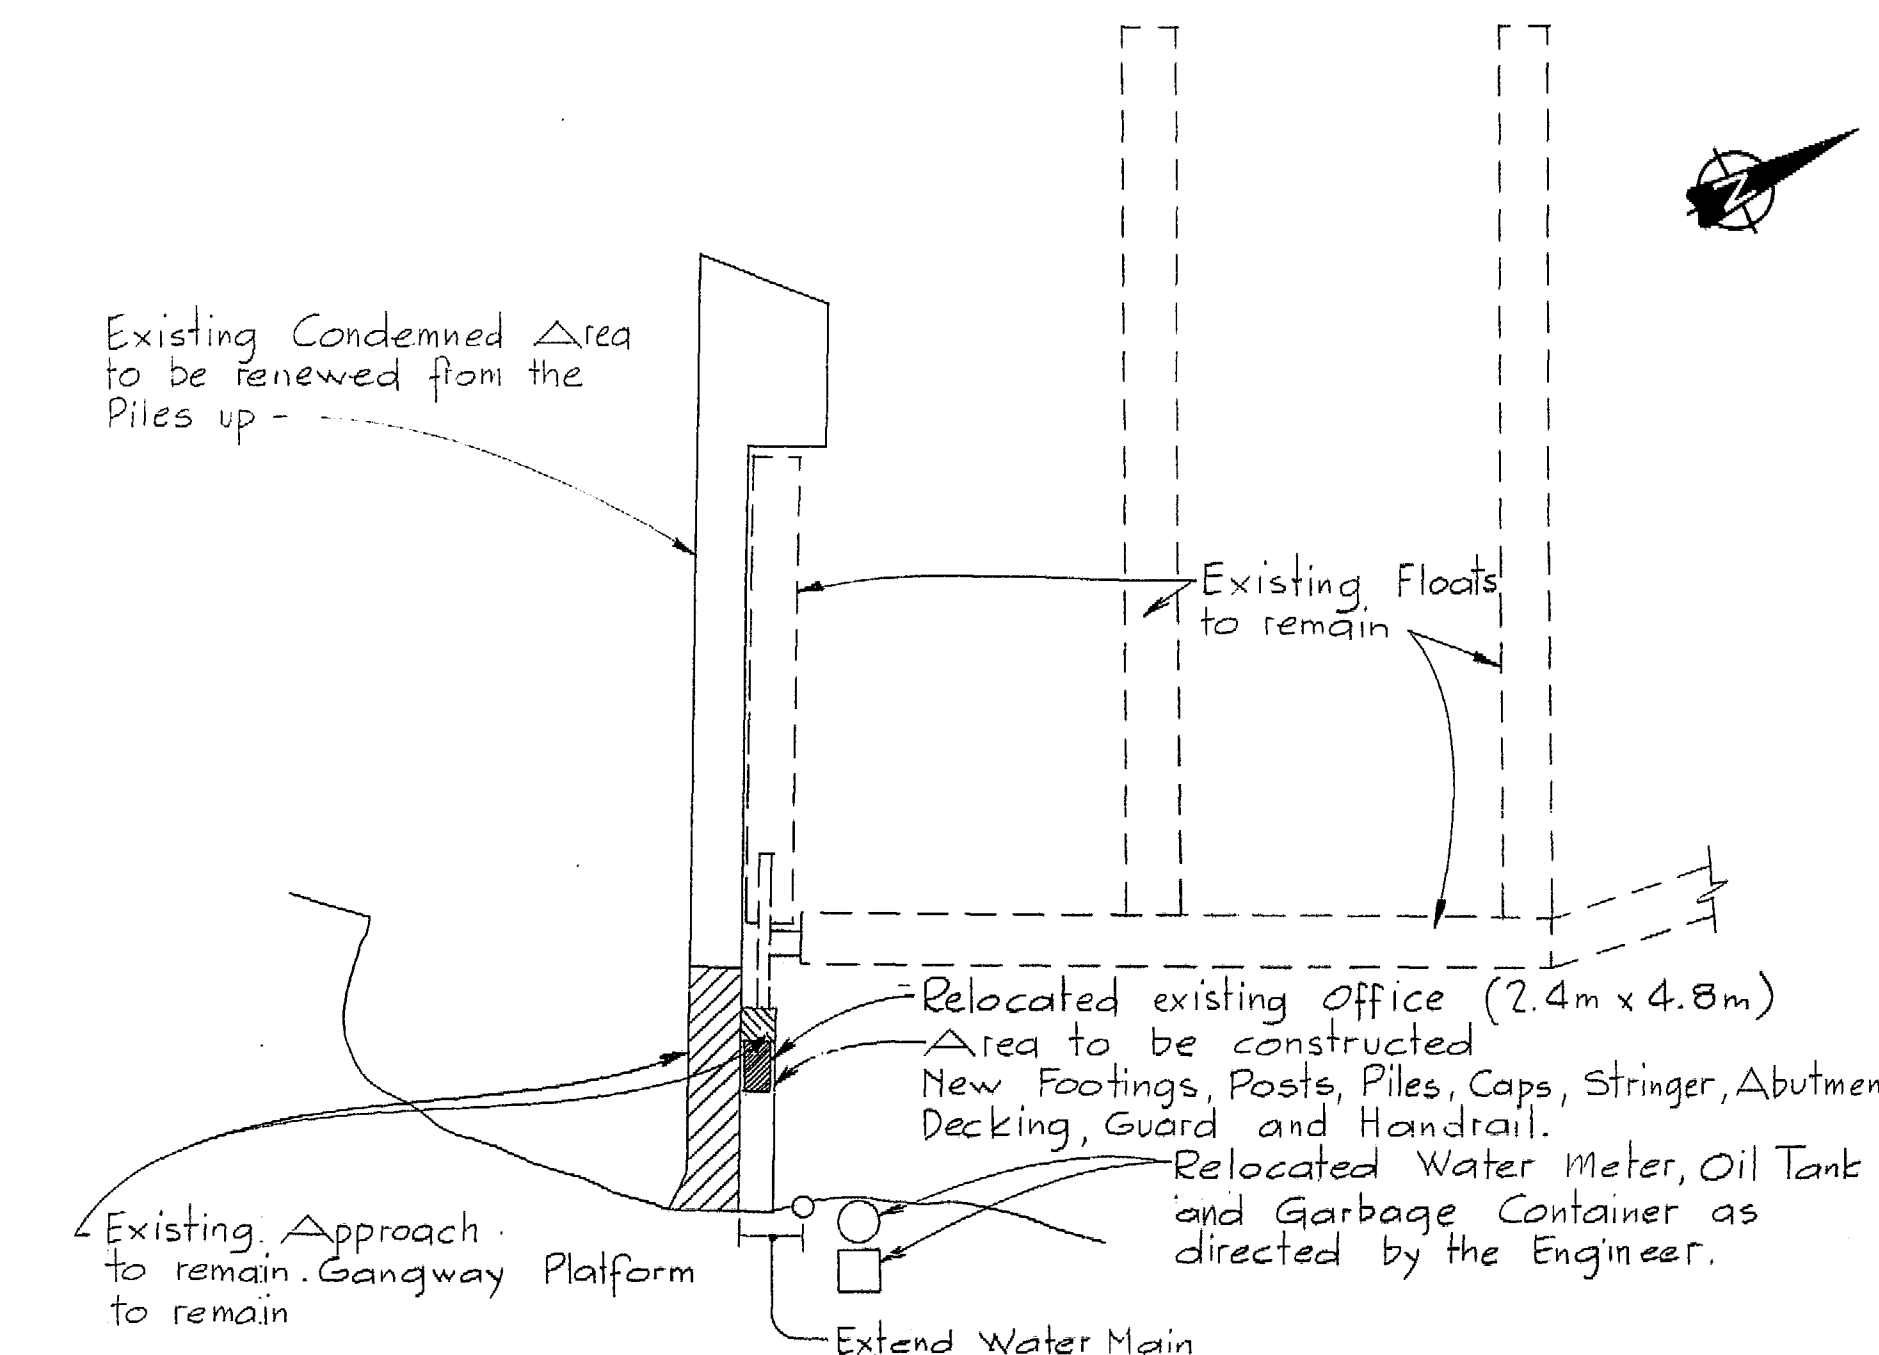 Z
Existing Condemned Area
to be renewed from the
Piles up -
Existing Floats
to remain
Relocated existing Office (2.4m x 4.8m)
Area to be constructed
New Footings, Posts, Piles, Caps, Stringer, Abutmen
Decking, Guard and Handrail.
Relocated Water Meter, Oil Tank
and Garbage Container as
directed by the Engineer.
Existing Approach
to remain. Gangway Platform
to remain
Extend Water Main